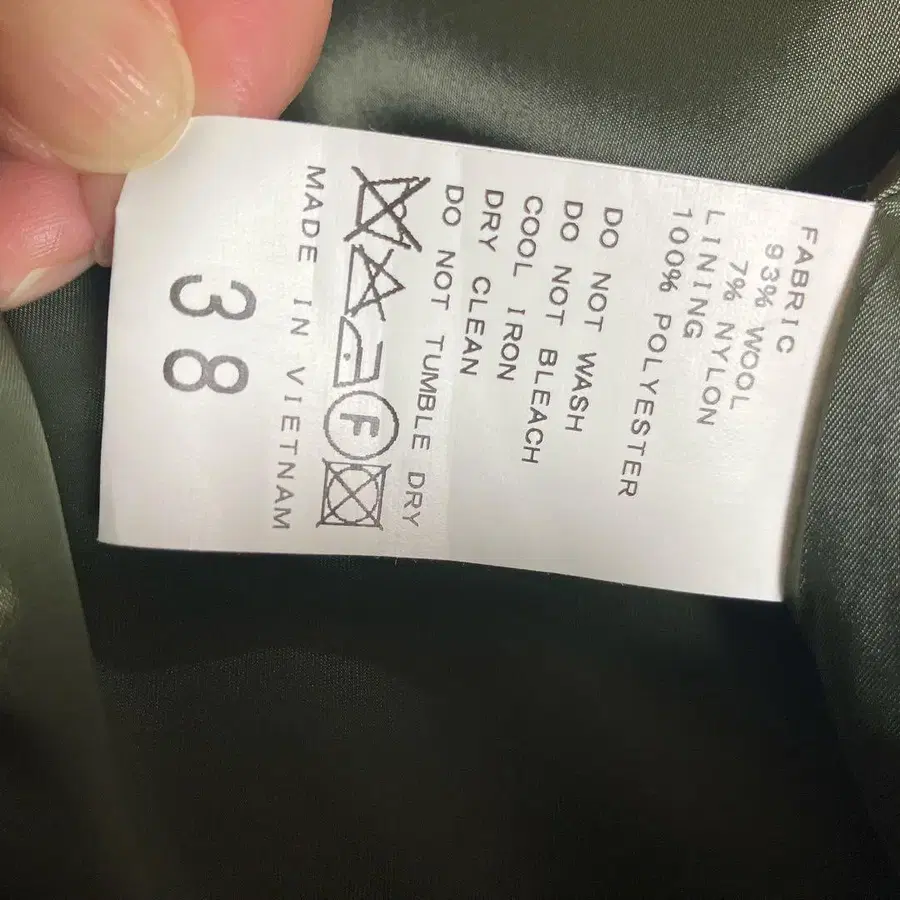 FABRIC
93% WOOL
7% NYLON
LINING
100% POLYESTER
DO NOT WASH
DO NOT BLEACH
COOL IRON
DRY CLEAN
DO NOT TUMBLE DRY
F
MADE IN VIETNAM
38